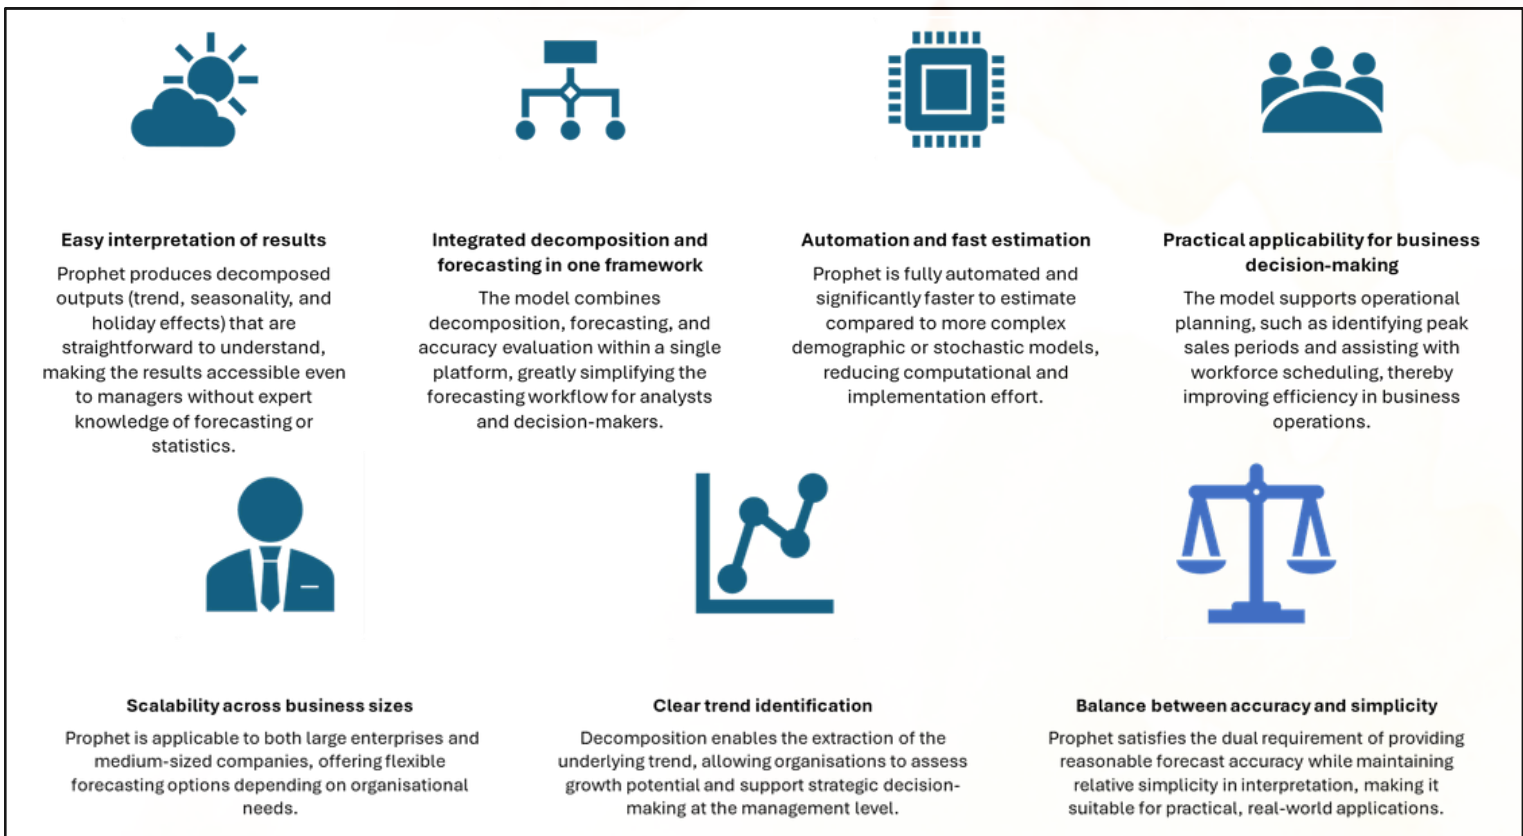 Easy interpretation of results
Prophet produces decomposed
outputs (trend, seasonality, and
holiday effects) that are
straightforward to understand,
making the results accessible even
to managers without expert
knowledge of forecasting or
statistics.
Integrated decomposition and
forecasting in one framework
The model combines
decomposition, forecasting, and
accuracy evaluation within a single
platform, greatly simplifying the
forecasting workflow for analysts
and decision-makers.
Automation and fast estimation
Prophet is fully automated and
significantly faster to estimate
compared to more complex
demographic or stochastic models,
reducing computational and
implementation effort.
Practical applicability for business
decision-making
The model supports operational
planning, such as identifying peak
sales periods and assisting with
workforce scheduling, thereby
improving efficiency in business
operations.
Scalability across business sizes
Prophet is applicable to both large enterprises and
medium-sized companies, offering flexible
forecasting options depending on organisational
needs.
Clear trend identification
Decomposition enables the extraction of the
underlying trend, allowing organisations to assess
growth potential and support strategic decision-
making at the management level.
Balance between accuracy and simplicity
Prophet satisfies the dual requirement of providing
reasonable forecast accuracy while maintaining
relative simplicity in interpretation, making it
suitable for practical, real-world applications.